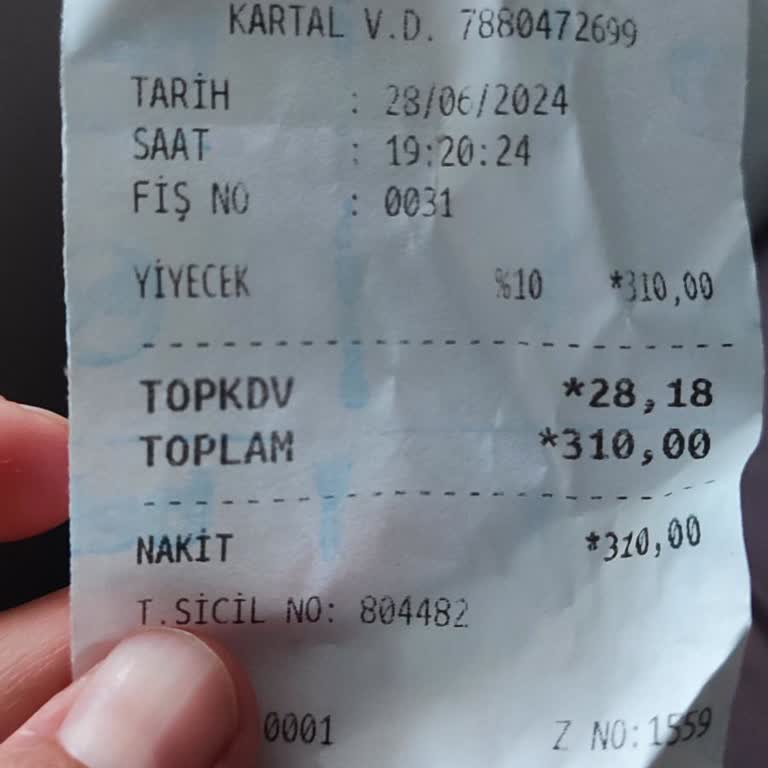 KARTAL V.D. 7880472699
TARİH : 28/06/2024
SAAT : 19:20:24
FİŞ NO : 0031
YİYECEK %10 *310,00
TOPKDV *28,18
TOPLAM *310,00
NAKİT *310,00
T.SİCİL NO: 804482
0001 Z NO:1559